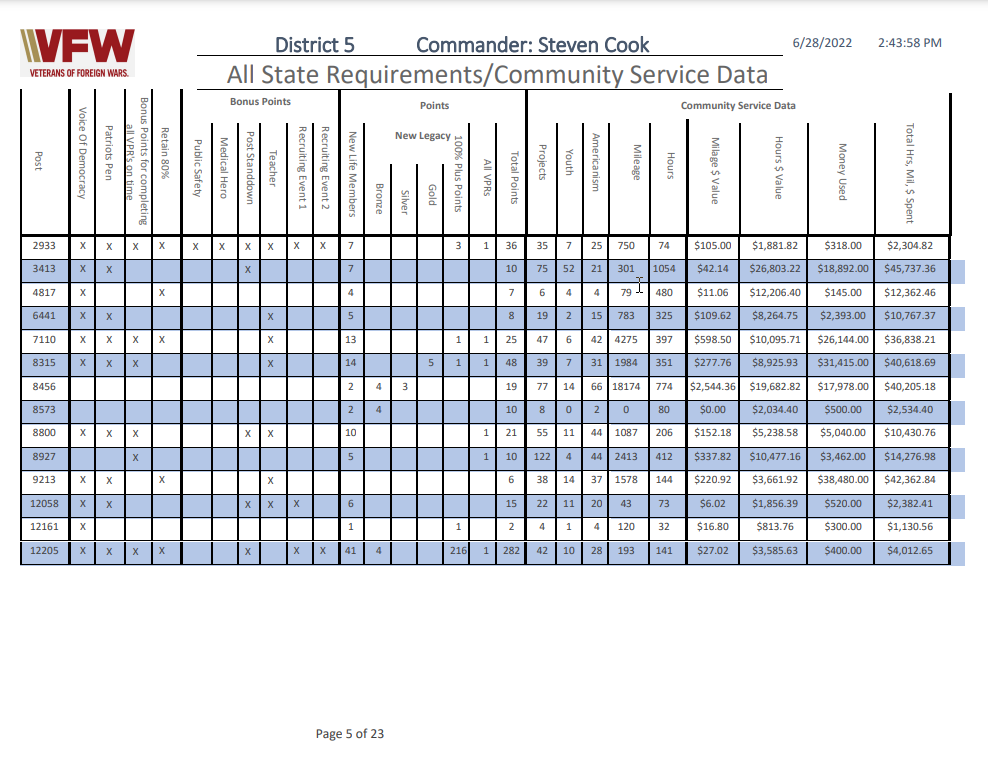 VFW
VETERANS OF FOREIGN WARS.
District 5 Commander: Steven Cook 6/28/2022 2:43:58 PM
All State Requirements/Community Service Data
Bonus Points Points Community Service Data
New Legacy
Post Voice Of Democracy Patriots Pen Bonus Points for completing all VPR's on time Retain 80% Public Safety Medical Hero Post Standdown Teacher Recruiting Event 1 Recruiting Event 2 New Life Members Bronze Silver Gold 100% Plus Points All VPRs Total Points Projects Youth Americanism Mileage Hours Milage $ Value Hours $ Value Money Used Total Hrs, Mil, $ Spent
2933 X X X X X X X X X X 7 3 1 36 35 7 25 750 74 $105.00 $1,881.82 $318.00 $2,304.82
3413 X X X 7 10 75 52 21 301 1054 $42.14 $26,803.22 $18,892.00 $45,737.36
4817 X X 4 7 6 4 4 79 480 $11.06 $12,206.40 $145.00 $12,362.46
6441 X X X 5 8 19 2 15 783 325 $109.62 $8,264.75 $2,393.00 $10,767.37
7110 X X X X X 13 1 1 25 47 6 42 4275 397 $598.50 $10,095.71 $26,144.00 $36,838.21
8315 X X X X 14 5 1 1 48 39 7 31 1984 351 $277.76 $8,925.93 $31,415.00 $40,618.69
8456 2 4 3 19 77 14 66 18174 774 $2,544.36 $19,682.82 $17,978.00 $40,205.18
8573 2 4 10 8 0 2 0 80 $0.00 $2,034.40 $500.00 $2,534.40
8800 X X X X X 10 1 21 55 11 44 1087 206 $152.18 $5,238.58 $5,040.00 $10,430.76
8927 X 5 1 10 122 4 44 2413 412 $337.82 $10,477.16 $3,462.00 $14,276.98
9213 X X X X 6 38 14 37 1578 144 $220.92 $3,661.92 $38,480.00 $42,362.84
12058 X X X X X 6 15 22 11 20 43 73 $6.02 $1,856.39 $520.00 $2,382.41
12161 X 1 1 2 4 1 4 120 32 $16.80 $813.76 $300.00 $1,130.56
12205 X X X X X X X 41 4 216 1 282 42 10 28 193 141 $27.02 $3,585.63 $400.00 $4,012.65
Page 5 of 23